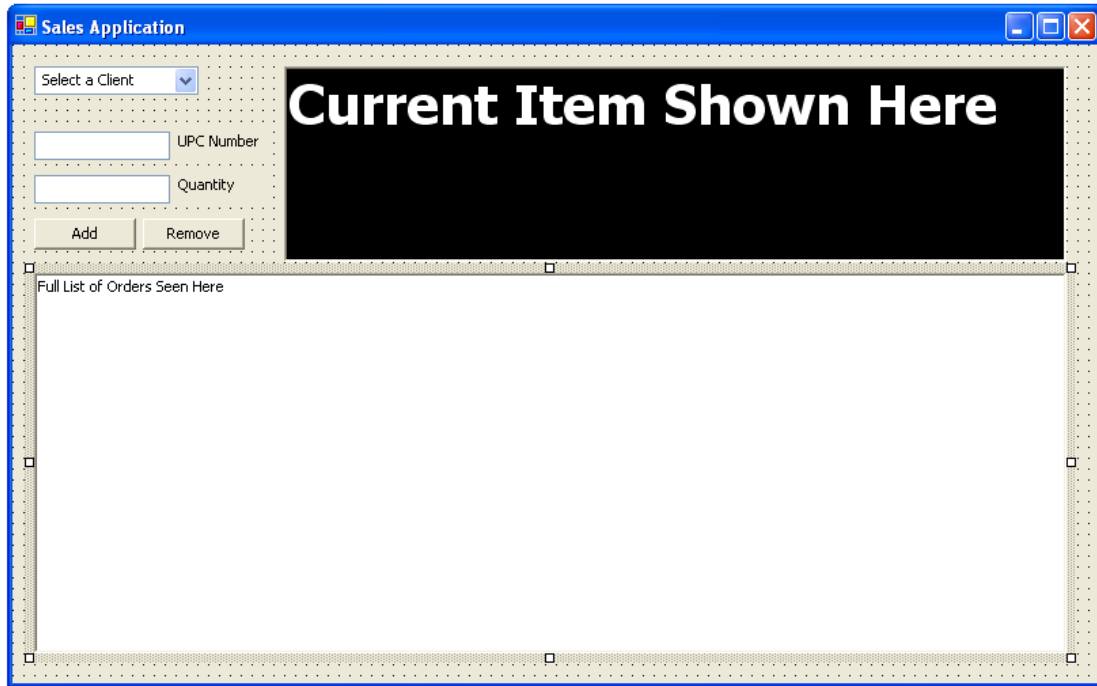 Sales Application
Select a Client
Current Item Shown Here
UPC Number
Quantity
Add Remove
Full List of Orders Seen Here